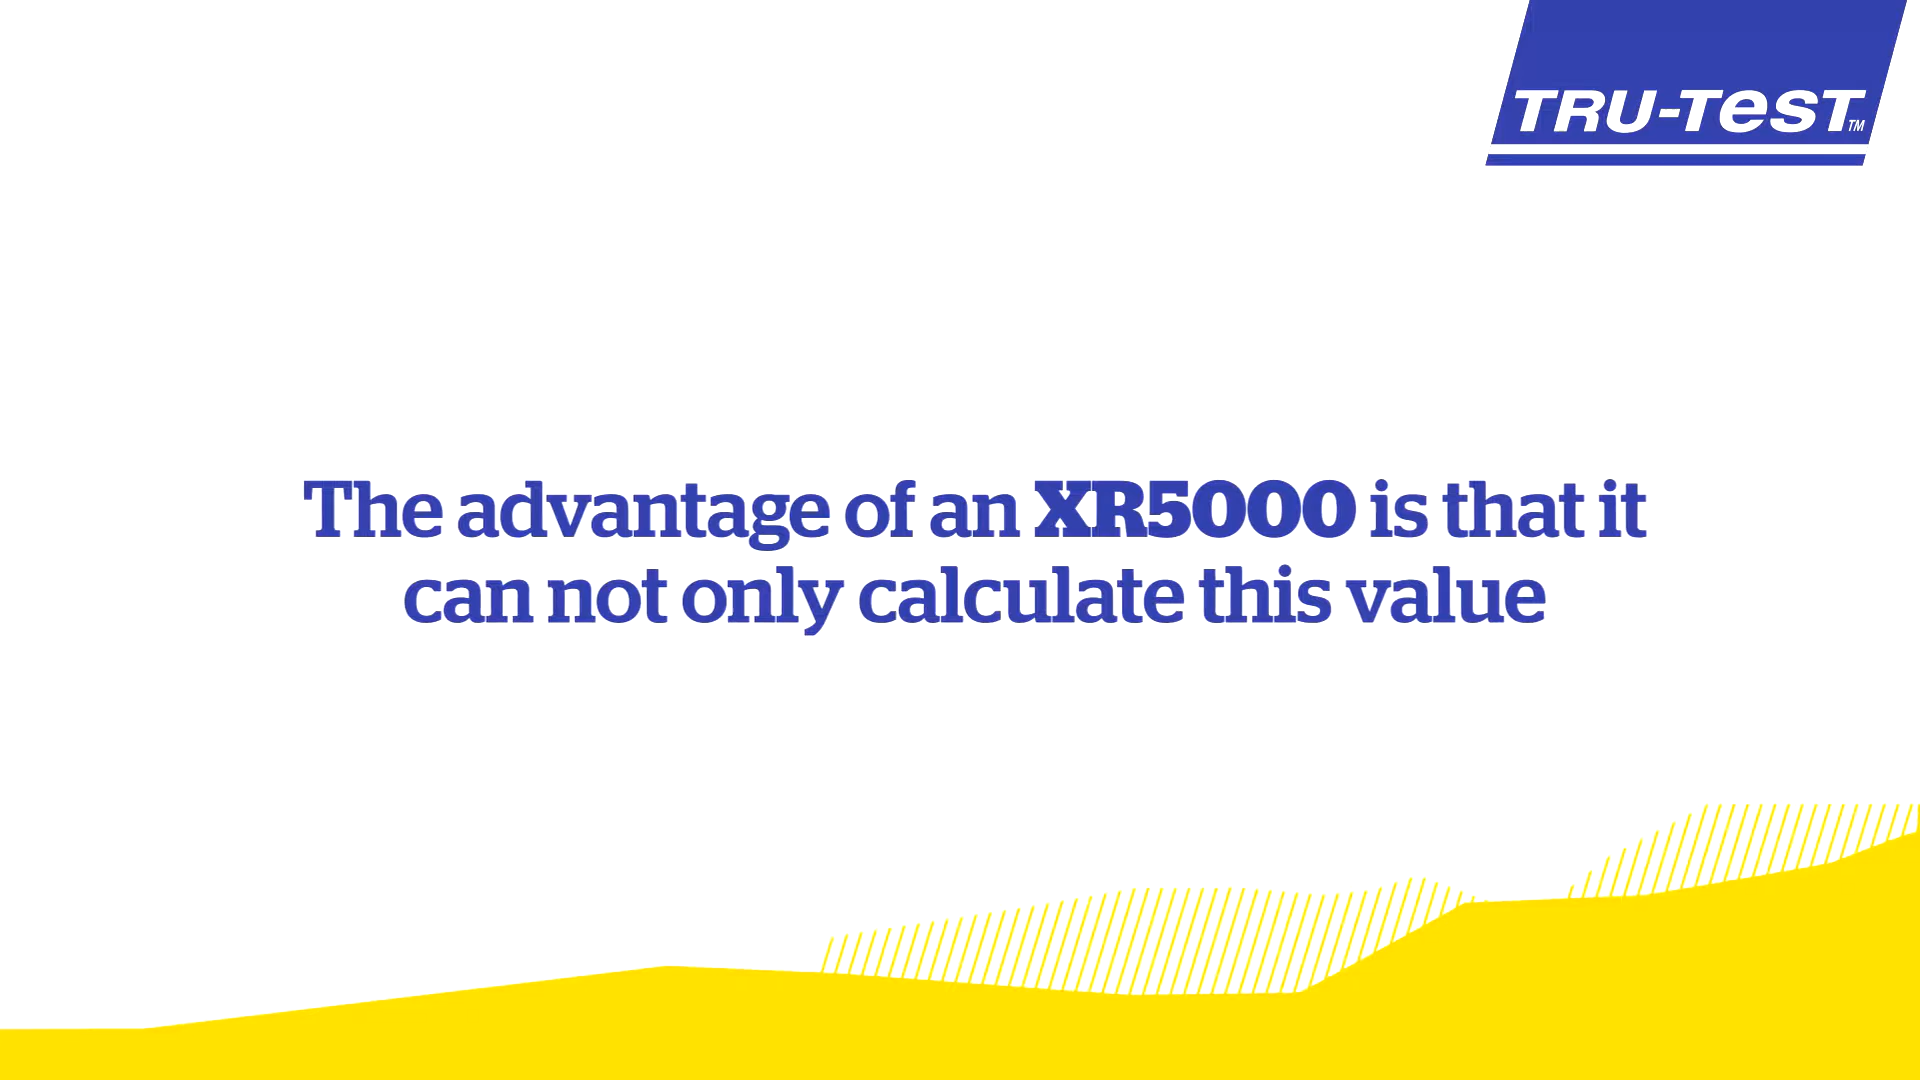 TRU-TeST™
The advantage of an XR5000 is that it
can not only calculate this value